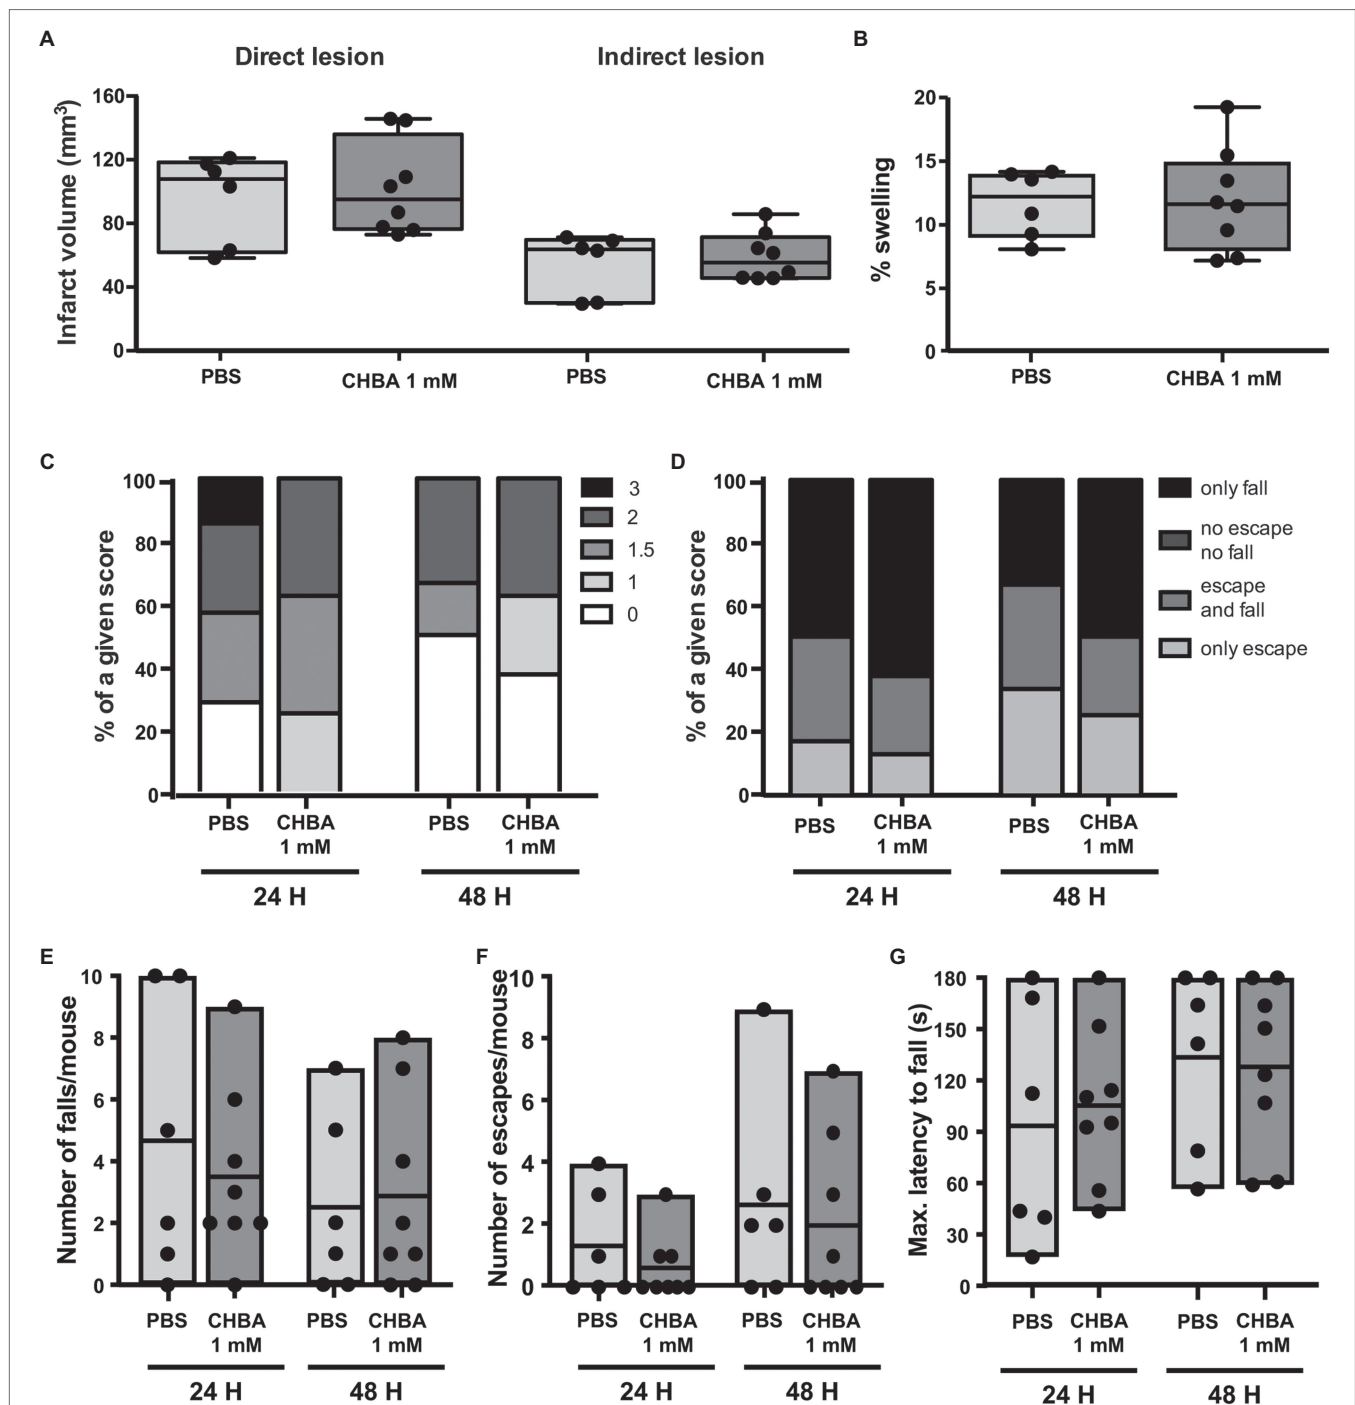 A
B
Direct lesion
Indirect lesion
Infarct volume (mm³)
160
120
80
40
0
PBS
CHBA 1 mM
PBS
CHBA 1 mM
% swelling
20
15
10
5
0
PBS
CHBA 1 mM
C
D
% of a given score
100
80
60
40
20
0
3
2
1.5
1
0
PBS
CHBA
1 mM
PBS
CHBA
1 mM
24 H
48 H
% of a given score
100
80
60
40
20
0
only fall
no escape
no fall
escape
and fall
only escape
PBS
CHBA
1 mM
PBS
CHBA
1 mM
24 H
48 H
E
F
G
Number of falls/mouse
10
8
6
4
2
0
PBS
CHBA
1 mM
PBS
CHBA
1 mM
24 H
48 H
Number of escapes/mouse
10
8
6
4
2
0
PBS
CHBA
1 mM
PBS
CHBA
1 mM
24 H
48 H
Max. latency to fall (s)
180
150
120
90
60
30
0
PBS
CHBA
1 mM
PBS
CHBA
1 mM
24 H
48 H